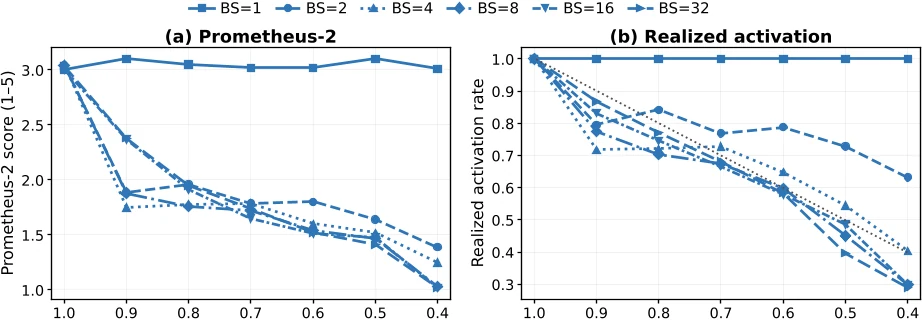 BS=1 BS=2 BS=4 BS=8 BS=16 BS=32
(a) Prometheus-2
(b) Realized activation
Prometheus-2 score (1–5)
3.0
2.5
2.0
1.5
1.0
1.0 0.9 0.8 0.7 0.6 0.5 0.4
Realized activation rate
1.0
0.9
0.8
0.7
0.6
0.5
0.4
0.3
1.0 0.9 0.8 0.7 0.6 0.5 0.4